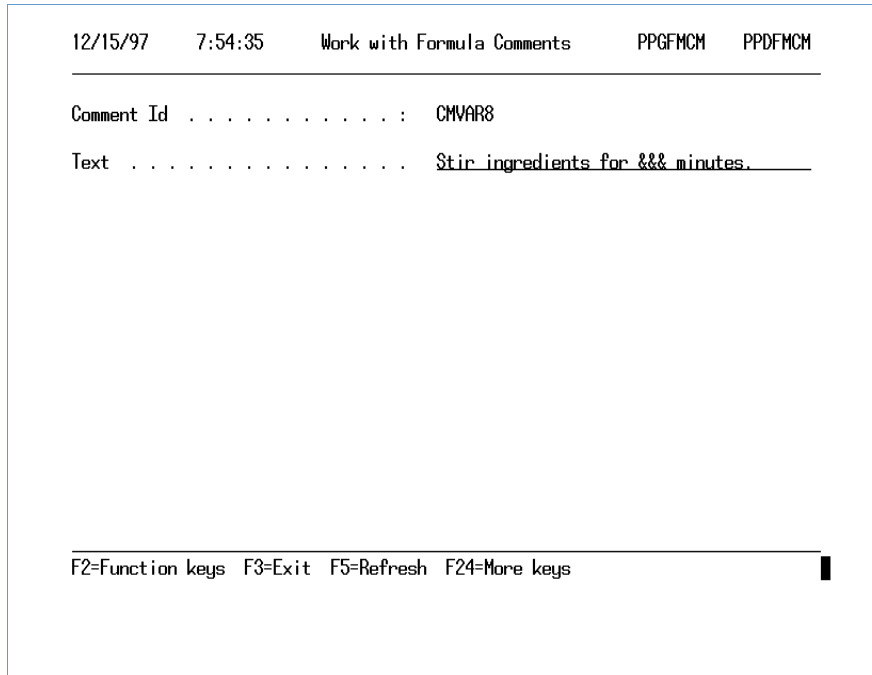 12/15/97 7:54:35 Work with Formula Comments PPGFMCM PPDFMCM
Comment Id . . . . . . . . . . . : CMVAR8
Text . . . . . . . . . . . . . . . Stir ingredients for &&& minutes.
F2=Function keys F3=Exit F5=Refresh F24=More keys